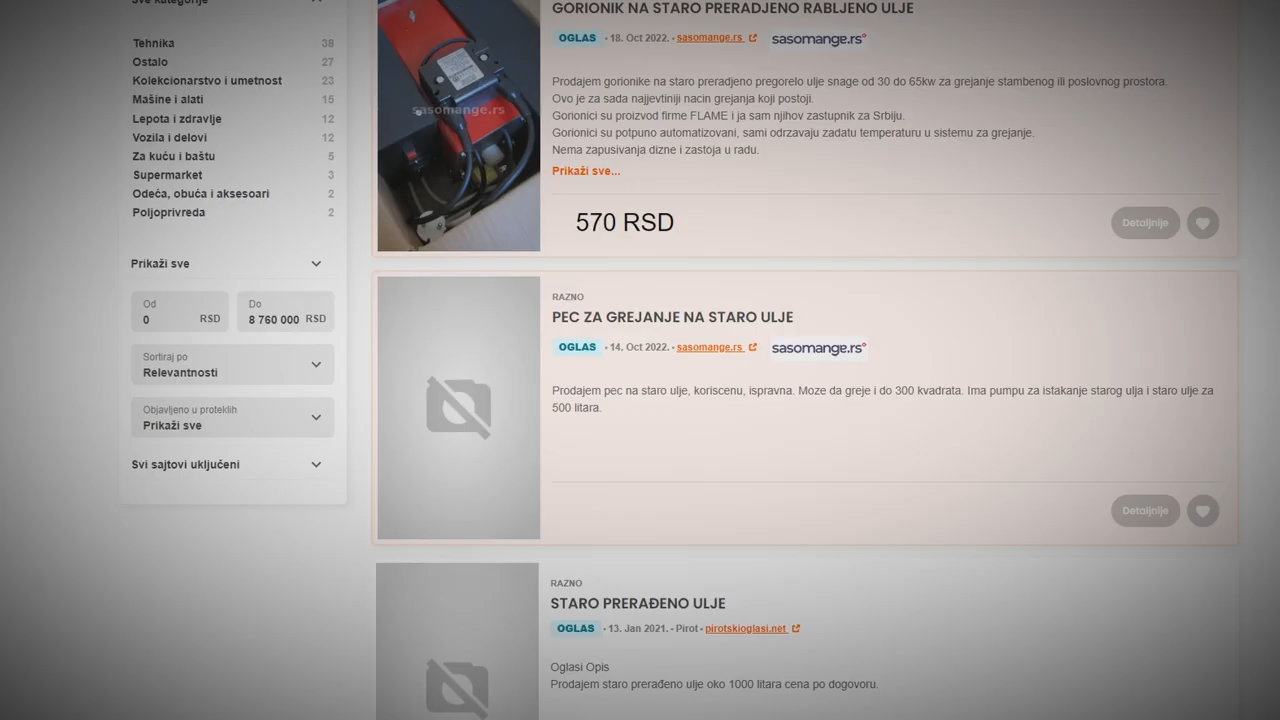 Sve kategorije
Tehnika 38
Ostalo 27
Kolekcionarstvo i umetnost 23
Mašine i alati 15
Lepota i zdravlje 12
Vozila i delovi 12
Za kuću i baštu 5
Supermarket 3
Odeća, obuća i aksesoari 2
Poljoprivreda 2
Prikaži sve
Od
0 RSD
Do
8 760 000 RSD
Sortiraj po
Relevantnosti
Objavljeno u proteklih
Prikaži sve
Svi sajtovi uključeni
sasomange.rs
GORIONIK NA STARO PRERADJENO RABLJENO ULJE
OGLAS • 18. Oct 2022. • sasomange.rs sasomange.rs
Prodajem gorionike na staro preradjeno pregorelo ulje snage od 30 do 65kw za grejanje stambenog ili poslovnog prostora.
Ovo je za sada najjevtiniji nacin grejanja koji postoji.
Gorionici su proizvod firme FLAME i ja sam njihov zastupnik za Srbiju.
Gorionici su potpuno automatizovani, sami odrzavaju zadatu temperaturu u sistemu za grejanje.
Nema zapusivanja dizne i zastoja u radu.
Prikaži sve...
570 RSD
Detaljnije
RAZNO
PEC ZA GREJANJE NA STARO ULJE
OGLAS • 14. Oct 2022. • sasomange.rs sasomange.rs
Prodajem pec na staro ulje, koriscenu, ispravna. Moze da greje i do 300 kvadrata. Ima pumpu za istakanje starog ulja i staro ulje za
500 litara.
Detaljnije
RAZNO
STARO PRERAĐENO ULJE
OGLAS • 13. Jan 2021. • Pirot • pirotskioglasi.net
Oglasi Opis
Prodajem staro prerađeno ulje oko 1000 litara cena po dogovoru.